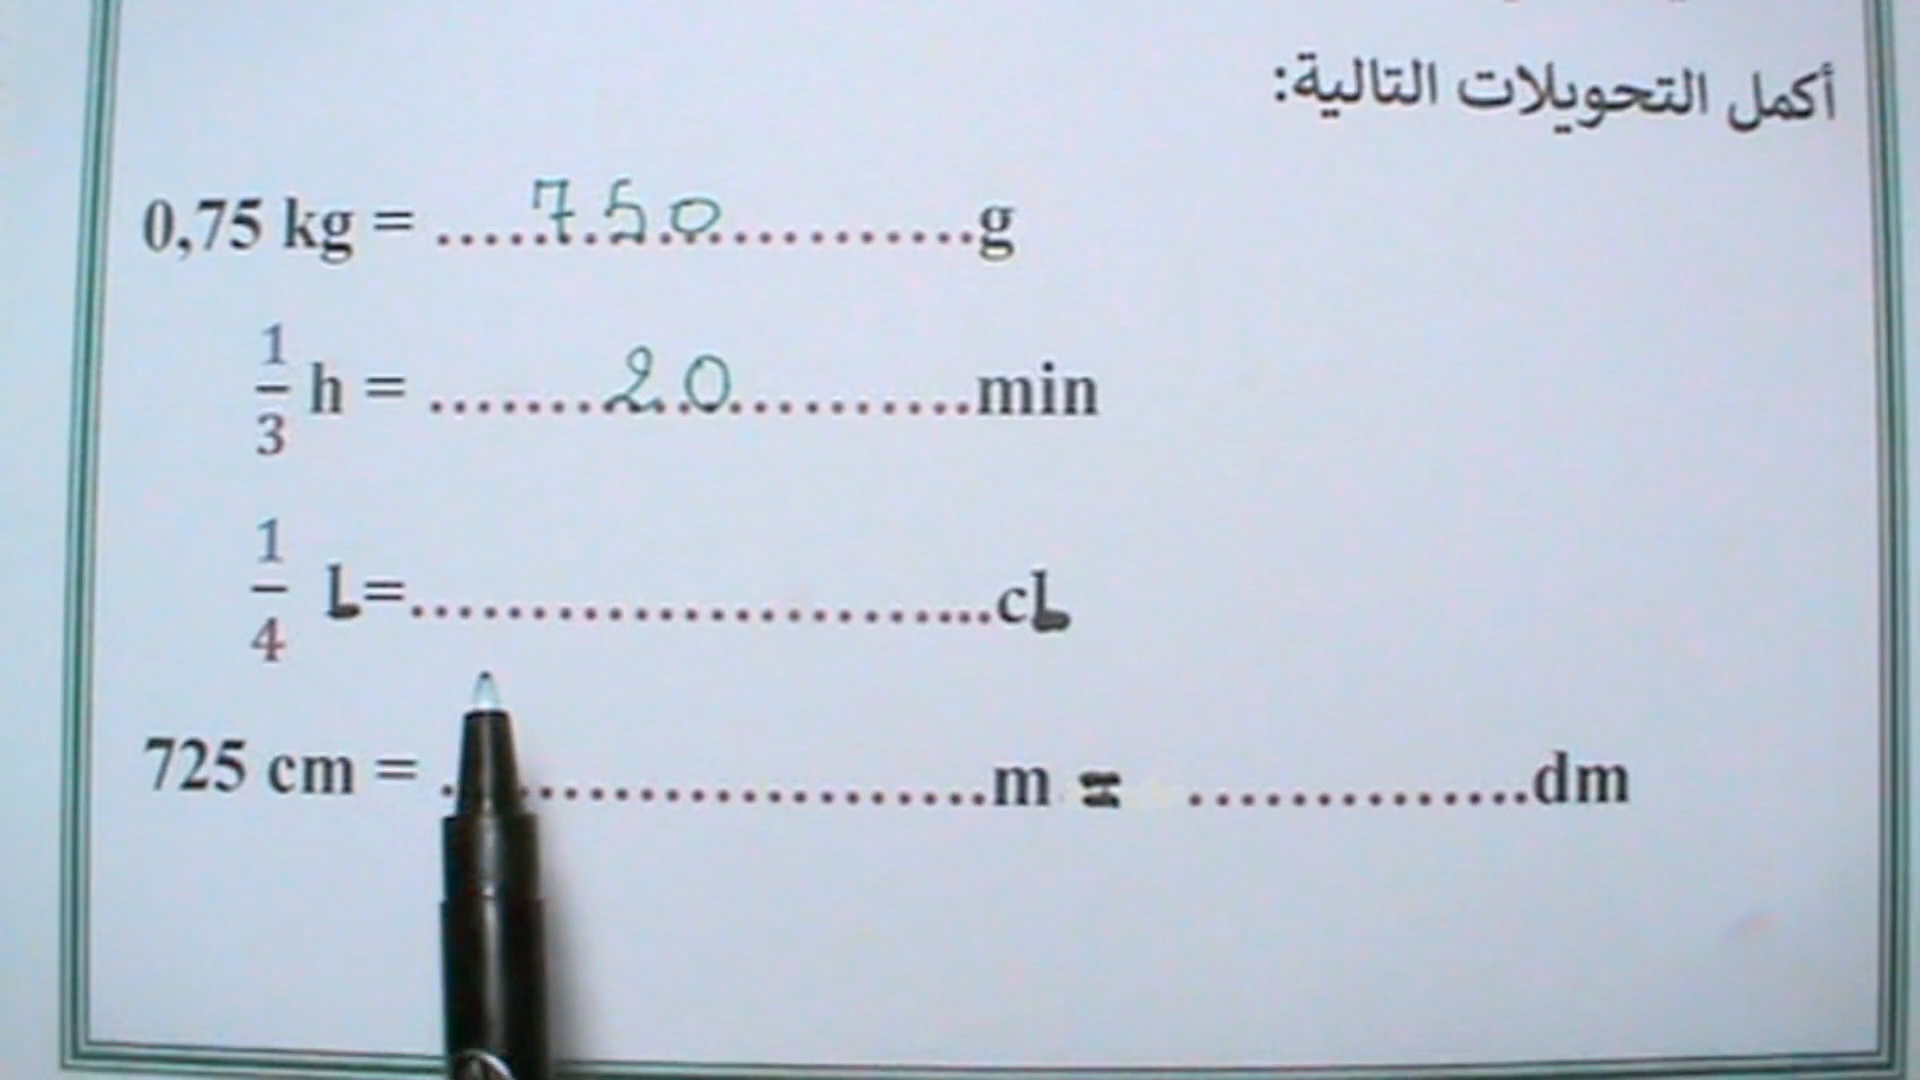 أكمل التحويلات التالية:
0,75 kg = .....750............g
1/3 h = .......20...........min
1/4 L=........................cL
725 cm = ........................m = ..............dm